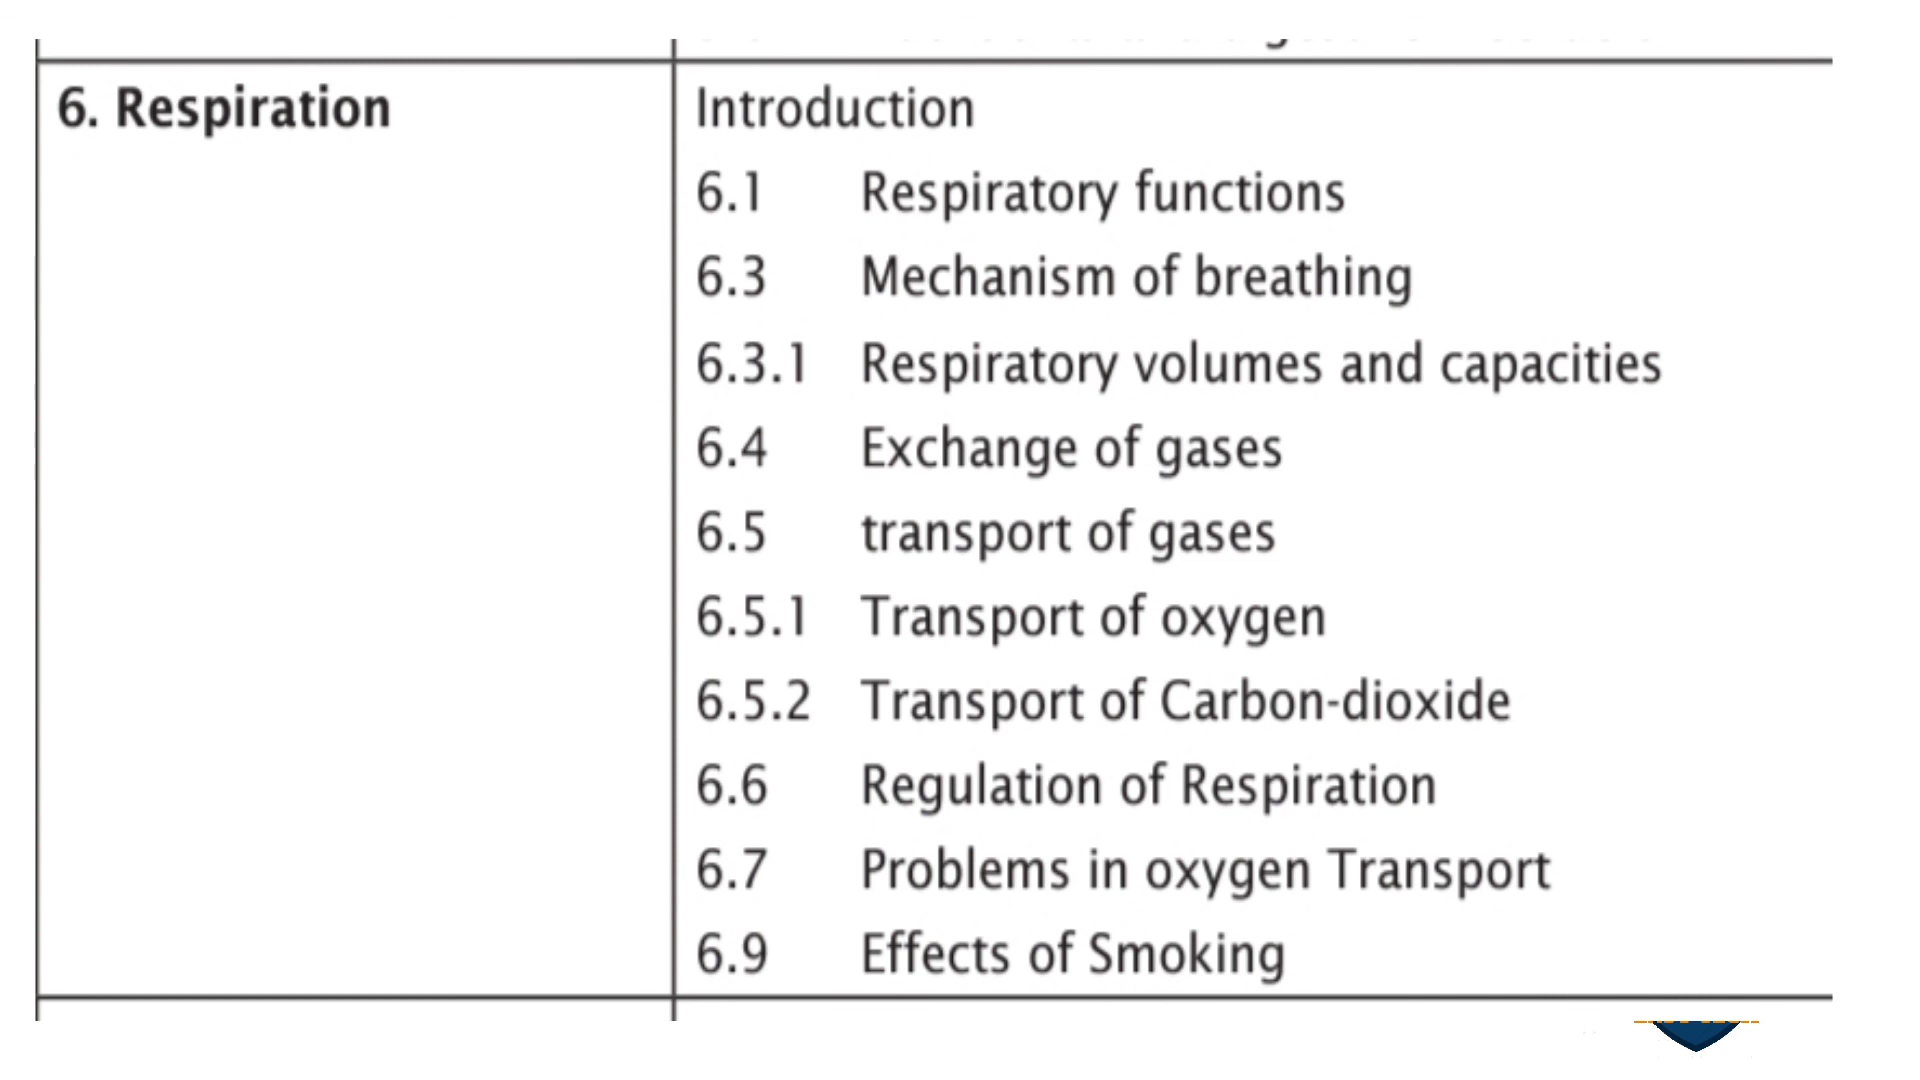 6. Respiration
Introduction
6.1 Respiratory functions
6.3 Mechanism of breathing
6.3.1 Respiratory volumes and capacities
6.4 Exchange of gases
6.5 transport of gases
6.5.1 Transport of oxygen
6.5.2 Transport of Carbon-dioxide
6.6 Regulation of Respiration
6.7 Problems in oxygen Transport
6.9 Effects of Smoking